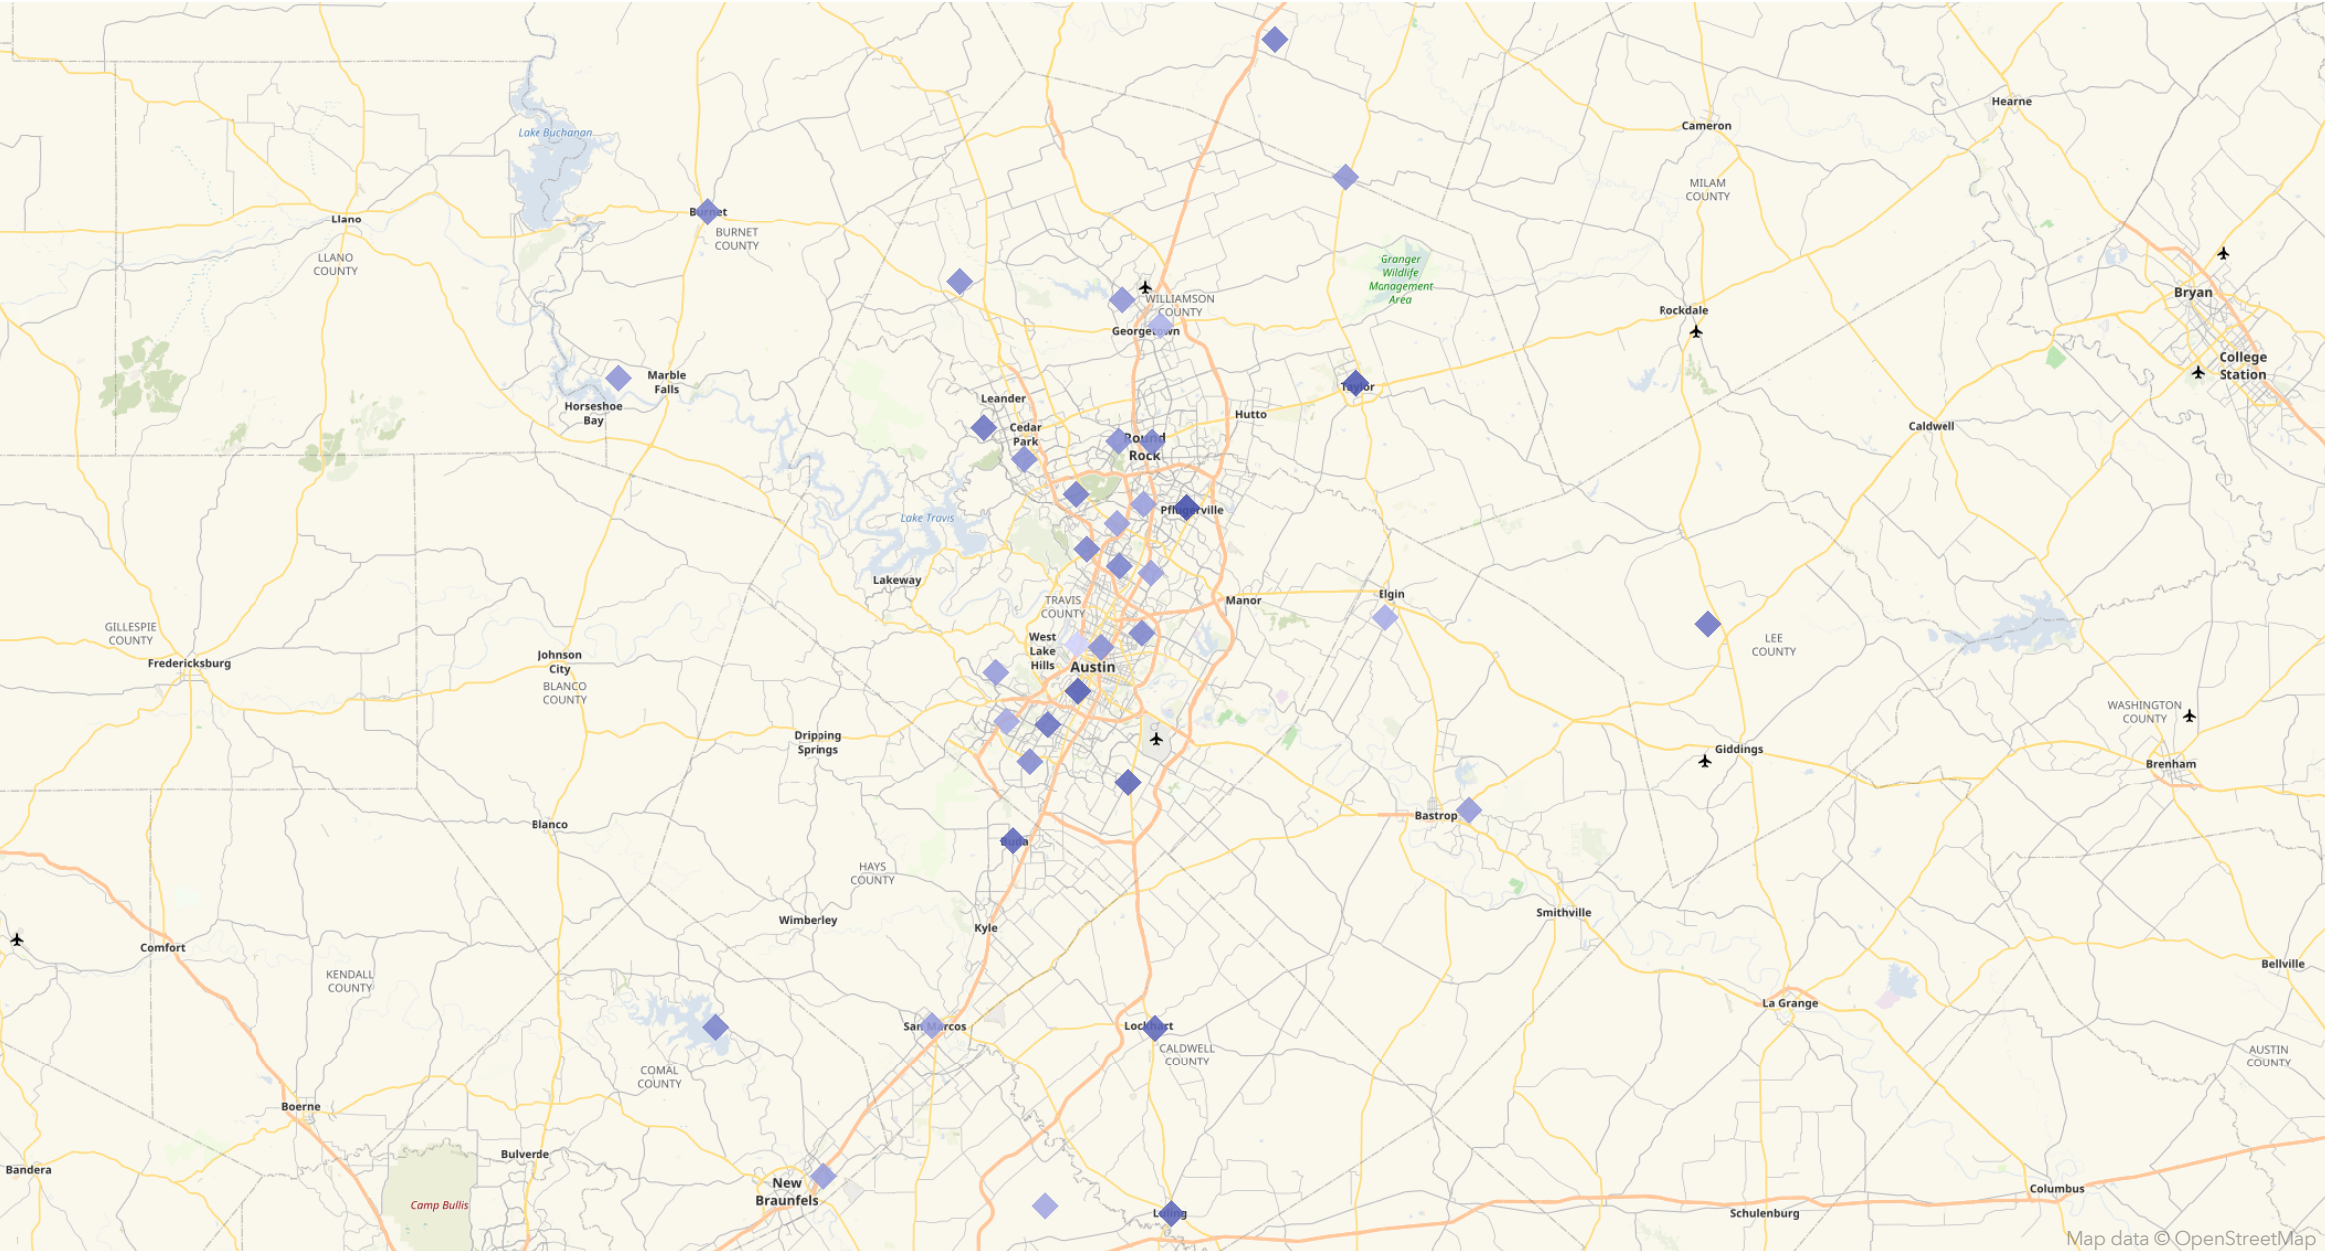 Hearne
Cameron
Lake Buchanan
MILAM
COUNTY
Llano
Burnet
BURNET
COUNTY
LLANO
COUNTY
Granger
Wildlife
Management
Area
Bryan
WILLIAMSON
COUNTY
Rockdale
Georgetown
College
Station
Marble
Falls
Taylor
Leander
Horseshoe
Bay
Hutto
Cedar
Park
Caldwell
Round
Rock
Pflugerville
Lake Travis
Lakeway
Elgin
TRAVIS
COUNTY
Manor
GILLESPIE
COUNTY
West
Lake
Hills
LEE
COUNTY
Johnson
City
Fredericksburg
Austin
BLANCO
COUNTY
WASHINGTON
COUNTY
Dripping
Springs
Giddings
Brenham
Bastrop
Blanco
Buda
HAYS
COUNTY
Smithville
Wimberley
Kyle
Comfort
Bellville
KENDALL
COUNTY
La Grange
San Marcos
Lockhart
CALDWELL
COUNTY
AUSTIN
COUNTY
COMAL
COUNTY
Boerne
Bulverde
Bandera
New
Braunfels
Columbus
Camp Bullis
Luling
Schulenburg
Map data © OpenStreetMap